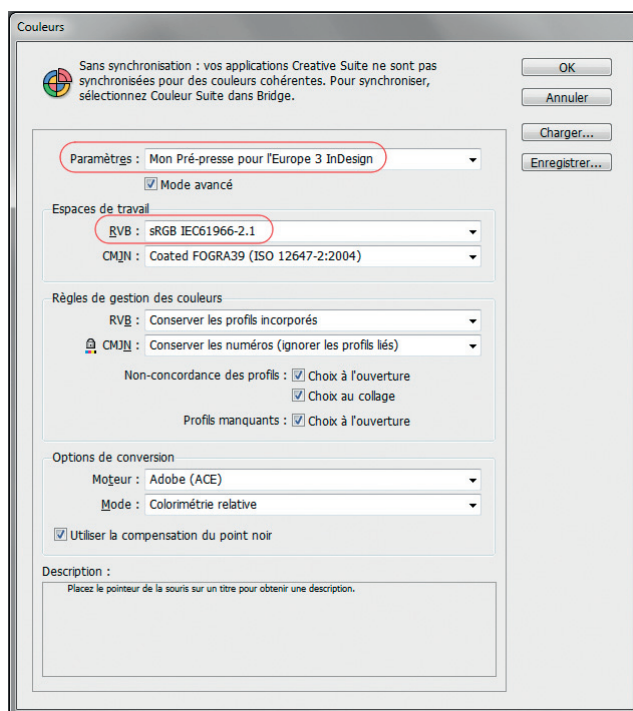 Couleurs
Sans synchronisation : vos applications Creative Suite ne sont pas
synchronisées pour des couleurs cohérentes. Pour synchroniser,
sélectionnez Couleur Suite dans Bridge.
OK
Annuler
Charger...
Enregistrer...
Paramètres : Mon Pré-presse pour l'Europe 3 InDesign
Mode avancé
Espaces de travail
RVB : sRGB IEC61966-2.1
CMJN : Coated FOGRA39 (ISO 12647-2:2004)
Règles de gestion des couleurs
RVB : Conserver les profils incorporés
CMJN : Conserver les numéros (ignorer les profils liés)
Non-concordance des profils : Choix à l'ouverture
Choix au collage
Profils manquants : Choix à l'ouverture
Options de conversion
Moteur : Adobe (ACE)
Mode : Colorimétrie relative
Utiliser la compensation du point noir
Description :
Placez le pointeur de la souris sur un titre pour obtenir une description.